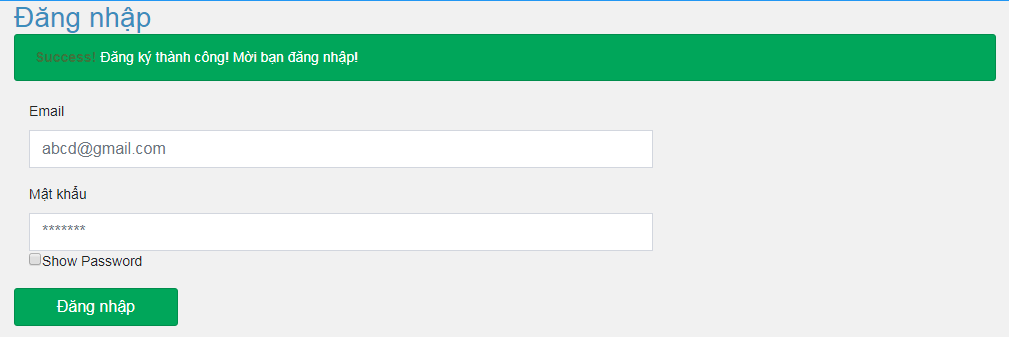 Đăng nhập
Success! Đăng ký thành công! Mời bạn đăng nhập!
Email
abcd@gmail.com
Mật khẩu
*******
Show Password
Đăng nhập